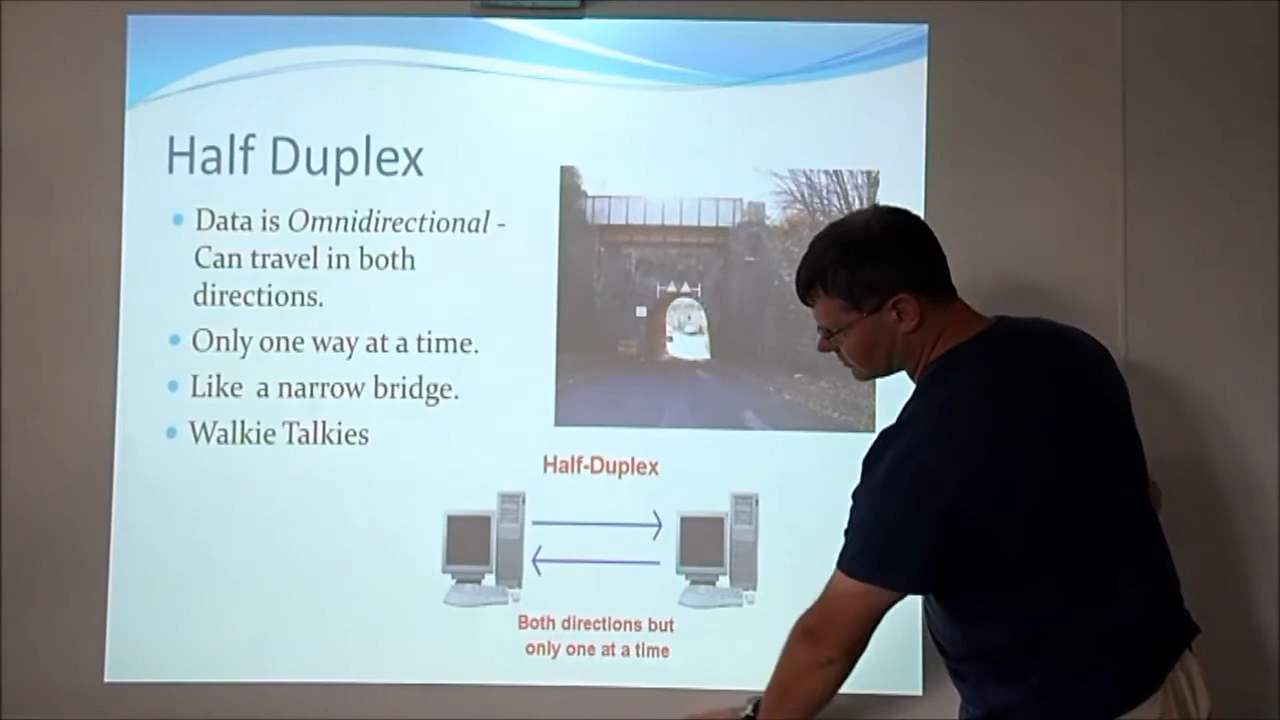 Half Duplex
Data is Omnidirectional -
Can travel in both
directions.
Only one way at a time.
Like a narrow bridge.
Walkie Talkies
Half-Duplex
Both directions but
only one at a time